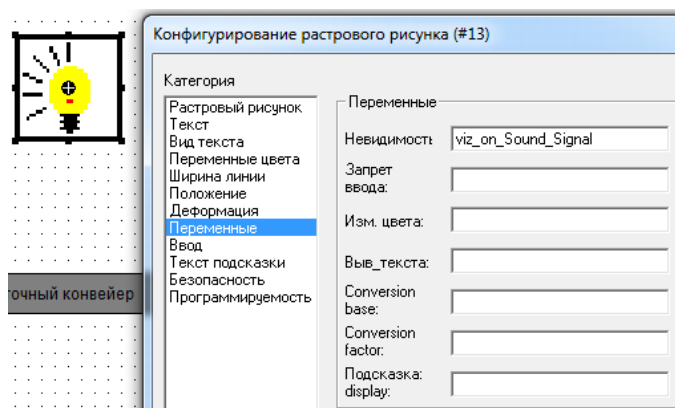 Конфигурирование растрового рисунка (#13)
Категория
Растровый рисунок
Текст
Вид текста
Переменные цвета
Ширина линии
Положение
Деформация
Переменные
Ввод
Текст подсказки
Безопасность
Программируемость
Переменные
Невидимость viz_on_Sound_Signal
Запрет
ввода:
Изм. цвета:
Выв_текста:
Conversion
base:
Conversion
factor:
Подсказка:
display:
точный конвейер